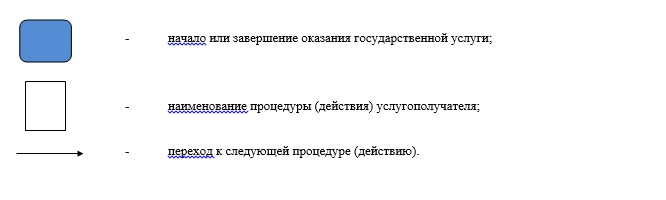 - начало или завершение оказания государственной услуги;
- наименование процедуры (действия) услугополучателя;
- переход к следующей процедуре (действию).